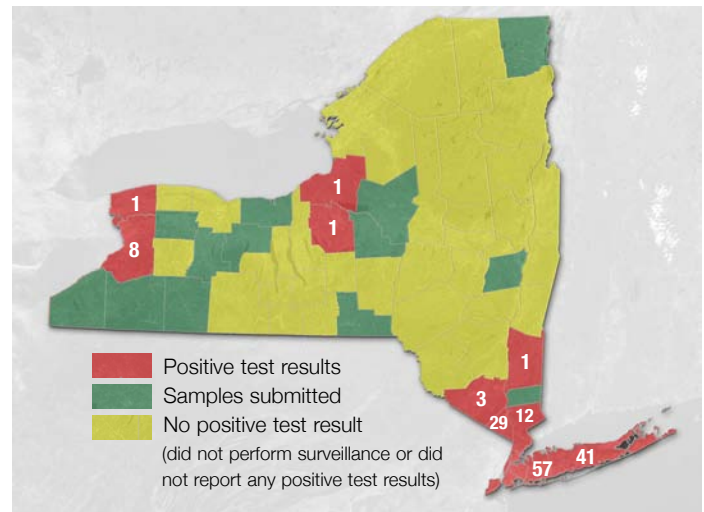 1
1
1
8
1
3
29 12
57 41
Positive test results
Samples submitted
No positive test result
(did not perform surveillance or did
not report any positive test results)